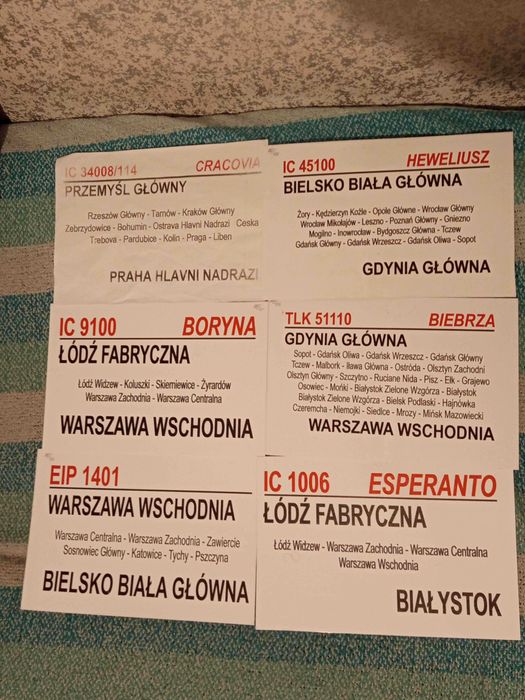 IC 34008/114 CRACOVIA
PRZEMYŚL GŁÓWNY
Rzeszów Główny - Tarnów - Kraków Główny
Zebrzydowice - Bohumin - Ostrava Hlavni Nadrazi Ceska
Trebova - Pardubice - Kolin - Praga - Liben
PRAHA HLAVNI NADRAZI
IC 45100 HEWELIUSZ
BIELSKO BIAŁA GŁÓWNA
Żory - Kędzierzyn Koźle - Opole Główne - Wrocław Główny
Wrocław Mikołajów - Leszno - Poznań Główny - Gniezno
Mogilno - Inowrocław - Bydgoszcz Główna - Tczew
Gdańsk Główny - Gdańsk Wrzeszcz - Gdańsk Oliwa - Sopot
GDYNIA GŁÓWNA
IC 9100 BORYNA
ŁÓDŹ FABRYCZNA
Łódź Widzew - Koluszki - Skierniewice - Żyrardów
Warszawa Zachodnia - Warszawa Centralna
WARSZAWA WSCHODNIA
TLK 51110 BIEBRZA
GDYNIA GŁÓWNA
Sopot - Gdańsk Oliwa - Gdańsk Wrzeszcz - Gdańsk Główny
Tczew - Malbork - Iława Główna - Ostróda - Olsztyn Zachodni
Olsztyn Główny - Szczytno - Ruciane Nida - Pisz - Ełk - Grajewo
Osowiec - Mońki - Białystok Zielone Wzgórza - Białystok
Białystok Zielone Wzgórza - Bielsk Podlaski - Hajnówka
Czeremcha - Niemojki - Siedlce - Mrozy - Mińsk Mazowiecki
WARSZAWA WSCHODNIA
EIP 1401
WARSZAWA WSCHODNIA
Warszawa Centralna - Warszawa Zachodnia - Zawiercie
Sosnowiec Główny - Katowice - Tychy - Pszczyna
BIELSKO BIAŁA GŁÓWNA
IC 1006 ESPERANTO
ŁÓDŹ FABRYCZNA
Łódź Widzew - Warszawa Zachodnia - Warszawa Centralna
Warszawa Wschodnia
BIAŁYSTOK